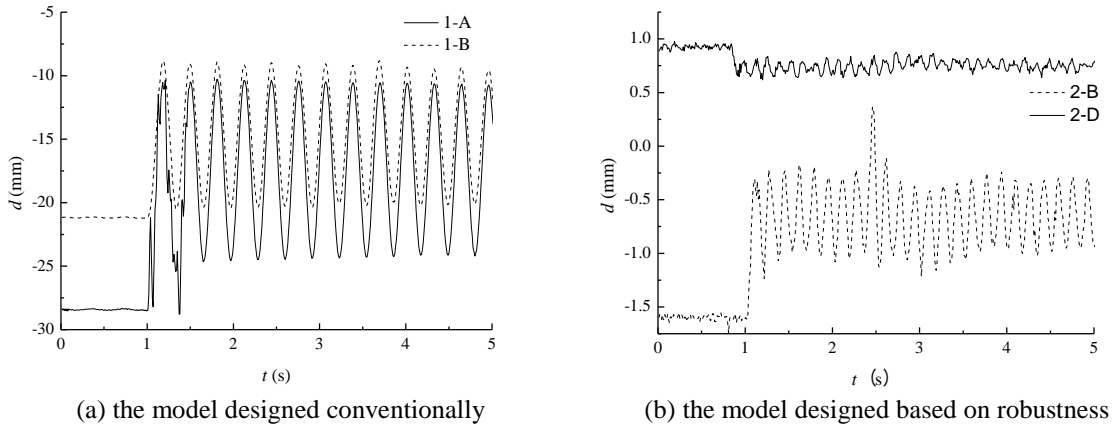 -5
-10
-15
-20
-25
-30
d (mm)
0 1 2 3 4 5
t (s)
1-A
1-B
(a) the model designed conventionally
1.0
0.5
0.0
-0.5
-1.0
-1.5
d (mm)
0 1 2 3 4 5
t (s)
2-B
2-D
(b) the model designed based on robustness